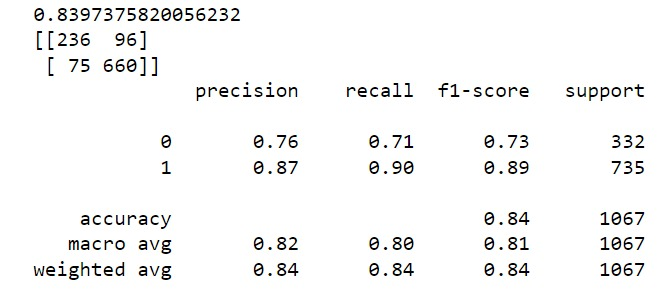 0.8397375820056232
[[236  96]
 [ 75 660]]
              precision    recall  f1-score   support

           0       0.76      0.71      0.73       332
           1       0.87      0.90      0.89       735

    accuracy                           0.84      1067
   macro avg       0.82      0.80      0.81      1067
weighted avg       0.84      0.84      0.84      1067